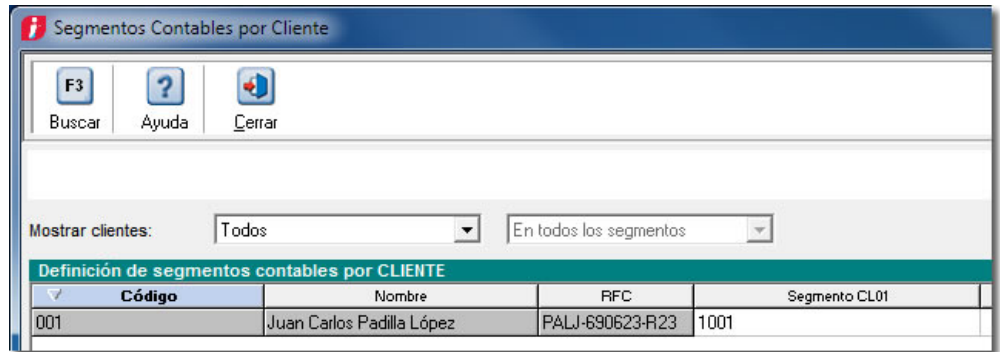 Segmentos Contables por Cliente
F3
Buscar Ayuda Cerrar
Mostrar clientes: Todos En todos los segmentos
Definición de segmentos contables por CLIENTE
Código Nombre RFC Segmento CL01
001 Juan Carlos Padilla López PALJ-690623-R23 1001